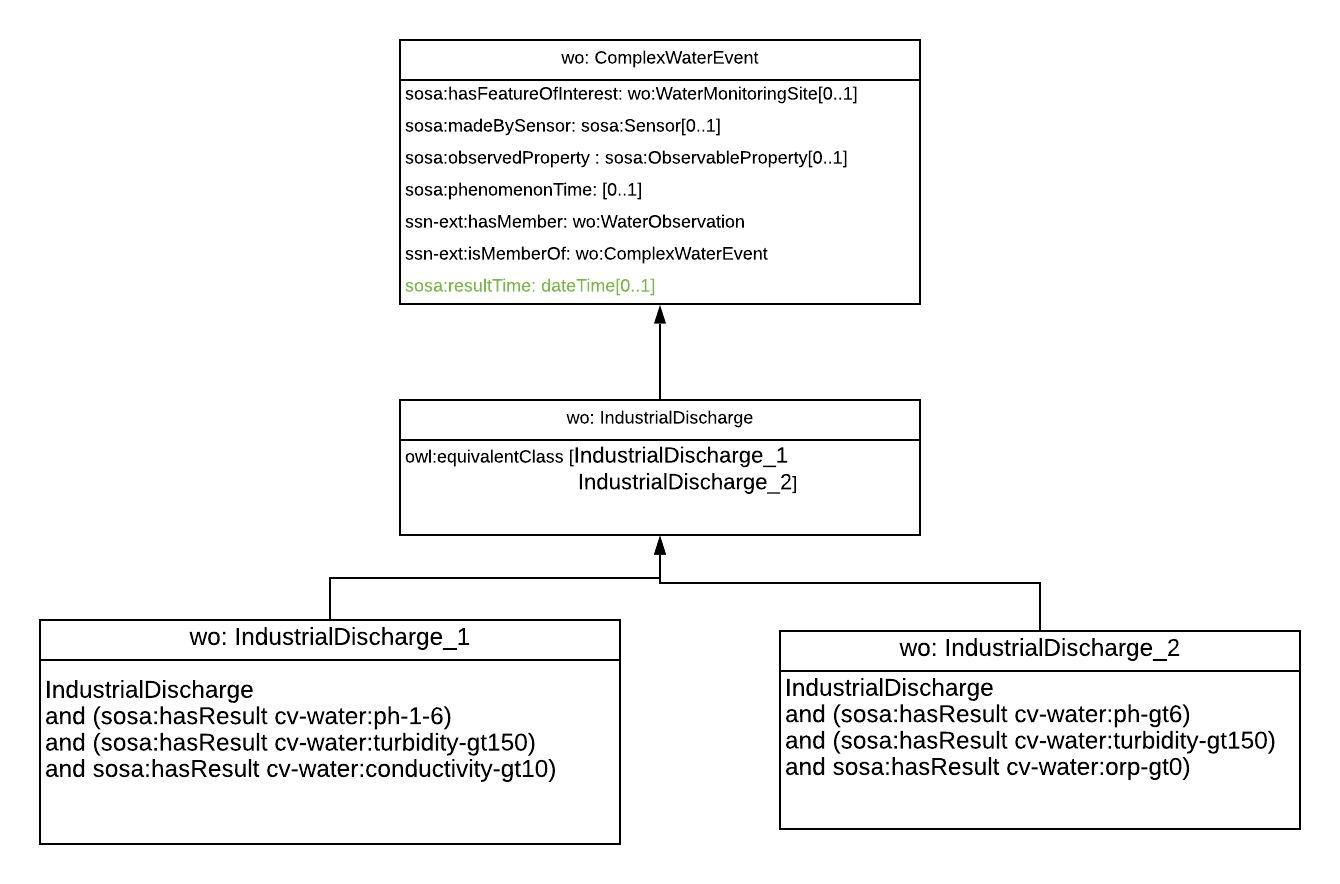 wo: ComplexWaterEvent
sosa:hasFeatureOfInterest: wo:WaterMonitoringSite[0..1]
sosa:madeBySensor: sosa:Sensor[0..1]
sosa:observedProperty : sosa:ObservableProperty[0..1]
sosa:phenomenonTime: [0..1]
ssn-ext:hasMember: wo:WaterObservation
ssn-ext:isMemberOf: wo:ComplexWaterEvent
sosa:resultTime: dateTime[0..1]
wo: IndustrialDischarge
owl:equivalentClass [IndustrialDischarge_1
IndustrialDischarge_2]
wo: IndustrialDischarge_1
IndustrialDischarge
and (sosa:hasResult cv-water:ph-1-6)
and (sosa:hasResult cv-water:turbidity-gt150)
and sosa:hasResult cv-water:conductivity-gt10)
wo: IndustrialDischarge_2
IndustrialDischarge
and (sosa:hasResult cv-water:ph-gt6)
and (sosa:hasResult cv-water:turbidity-gt150)
and sosa:hasResult cv-water:orp-gt0)